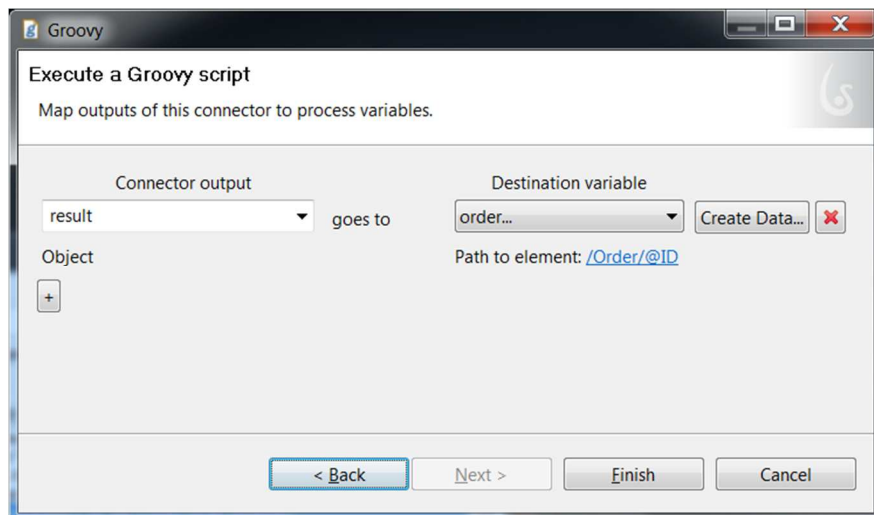 Groovy
Execute a Groovy script
Map outputs of this connector to process variables.
Connector output
Destination variable
result
goes to
order...
Create Data...
Object
Path to element: /Order/@ID
+
< Back
Next >
Finish
Cancel